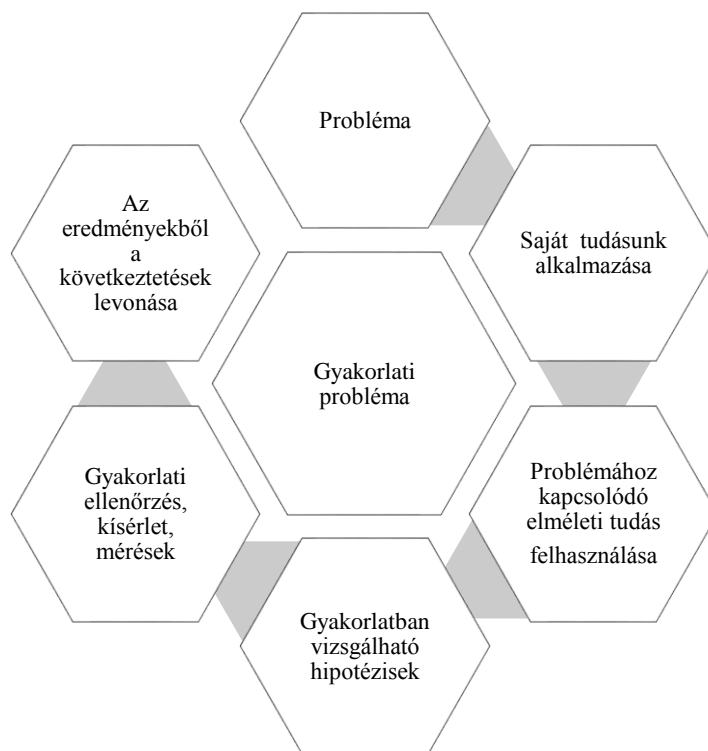 Probléma
Saját tudásunk
alkalmazása
Problémához
kapcsolódó
elméleti tudás
felhasználása
Gyakorlatban
vizsgálható
hipotézisek
Gyakorlati
ellenőrzés,
kísérlet,
mérések
Az
eredményekből
a
következtetések
levonása
Gyakorlati
probléma